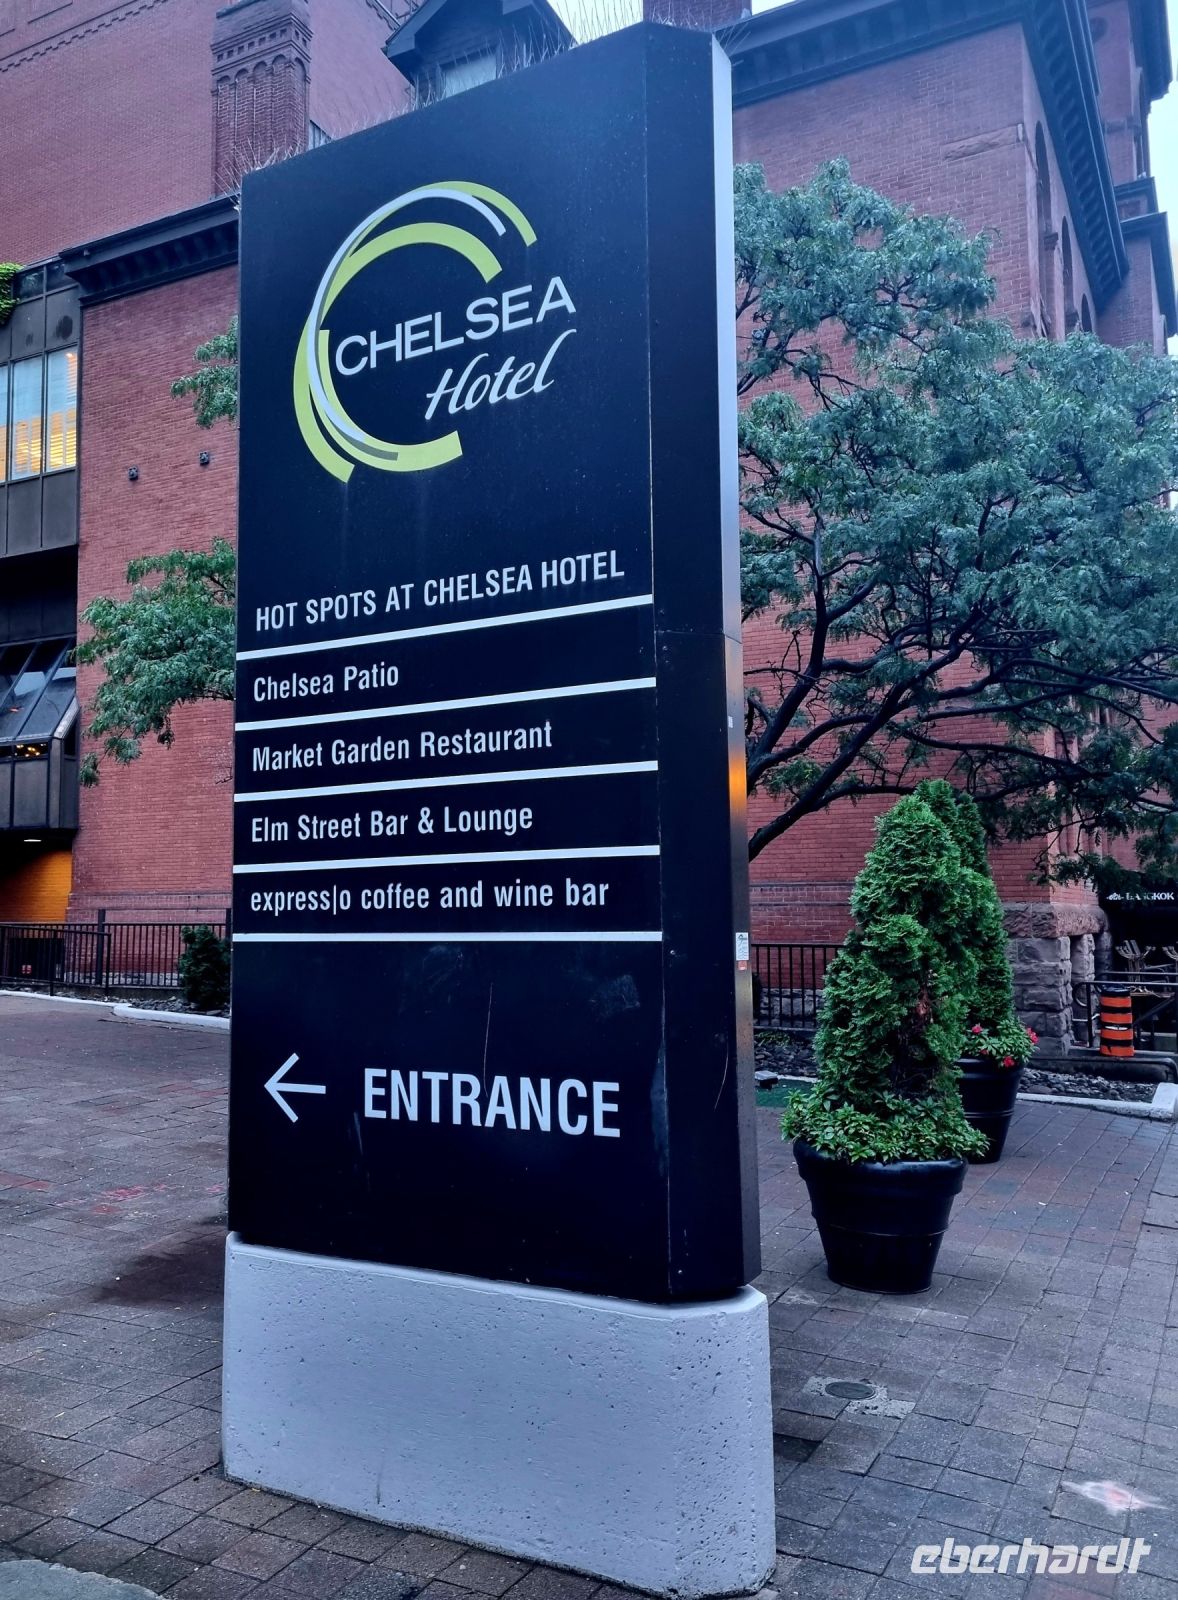 CHELSEA
Hotel
HOT SPOTS AT CHELSEA HOTEL
Chelsea Patio
Market Garden Restaurant
Elm Street Bar & Lounge
express|o coffee and wine bar
← ENTRANCE
BANGKOK
eberhardt